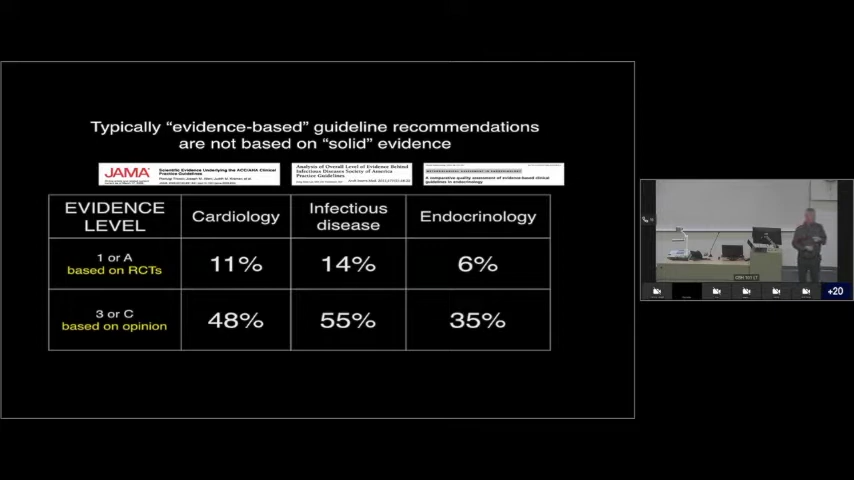 Typically “evidence-based” guideline recommendations
are not based on “solid” evidence
JAMA
Scientific Evidence Underlying the ACC/AHA Clinical
Practice Guidelines
Analysis of Overall Level of Evidence Behind
Infectious Diseases Society of America
Practice Guidelines
A comparative quality assessment of evidence-based clinical
guidelines in endocrinology
EVIDENCE
LEVEL
Cardiology
Infectious
disease
Endocrinology
1 or A
based on RCTs
11%
14%
6%
3 or C
based on opinion
48%
55%
35%
+20